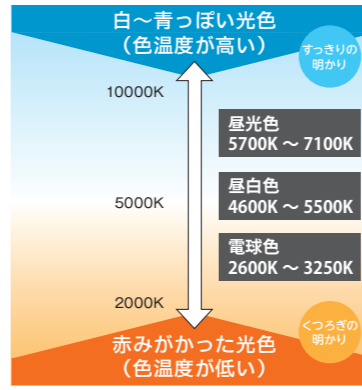 白～青っぽい光色
（色温度が高い）
すっきりの
明かり
10000K
昼光色
5700K ～ 7100K
5000K
昼白色
4600K ～ 5500K
電球色
2600K ～ 3250K
2000K
くつろぎの
明かり
赤みがかった光色
（色温度が低い）